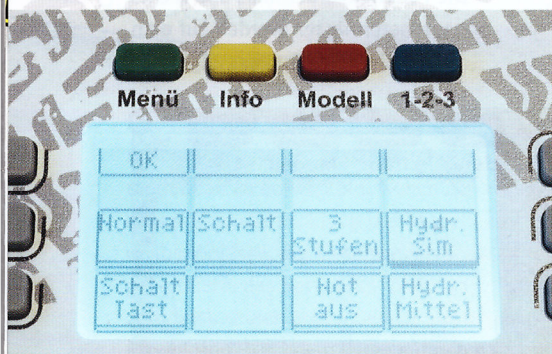 Menü Info Modell 1-2-3
OK
Normal Schalt 3 Stufen Hydr. Sim
Schalt Tast Not aus Hydr. Mittel